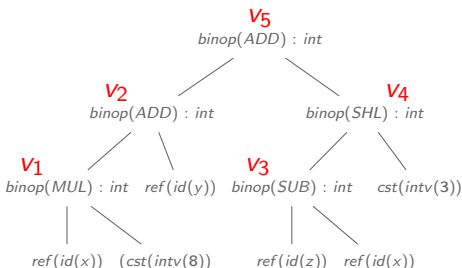 v5
binop(ADD) : int
v2 v4
binop(ADD) : int binop(SHL) : int
v1 v3
binop(MUL) : int ref(id(y)) binop(SUB) : int cst(intv(3))
ref(id(x)) (cst(intv(8)) ref(id(z)) ref(id(x))